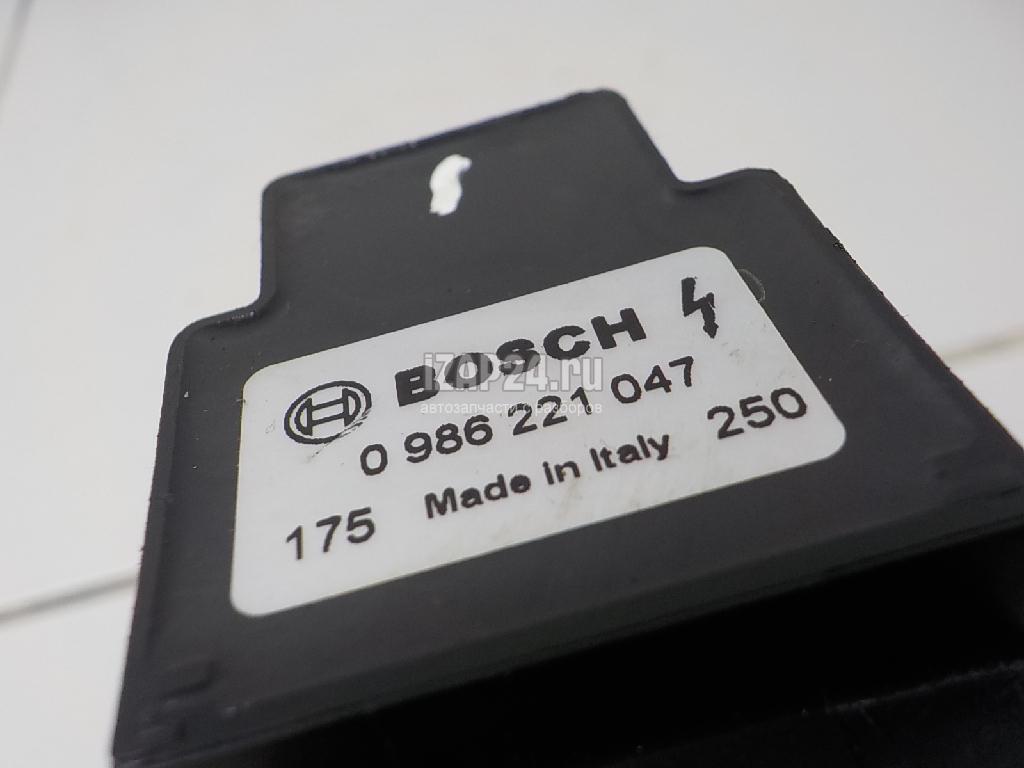 BOSCH
iZAP24.ru
автозапчасти с разборов
0 986 221 047
175 Made in Italy 250